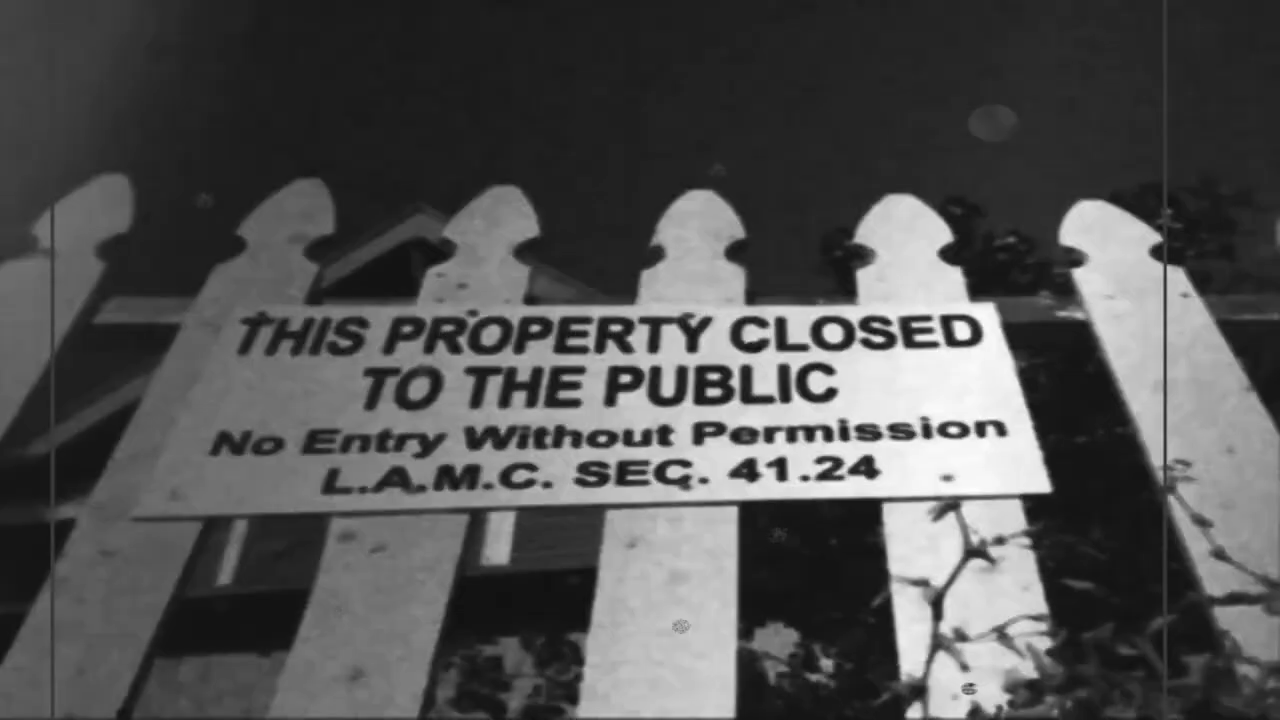 THIS PROPERTY CLOSED
TO THE PUBLIC
No Entry Without Permission
L.A.M.C. SEC. 41.24